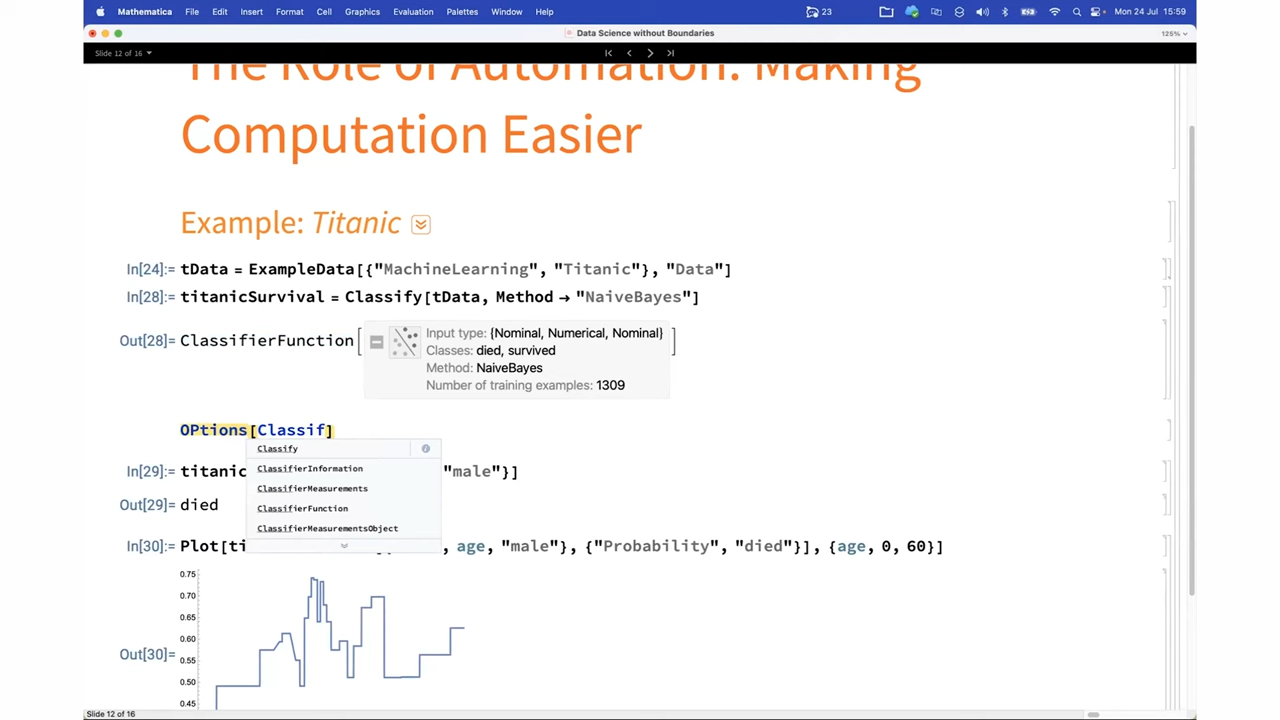 Mathematica File Edit Insert Format Cell Graphics Evaluation Palettes Window Help 23 Mon 24 Jul 15:59
Data Science without Boundaries 125%
Slide 12 of 16
The Role of Automation: Making
Computation Easier
Example: Titanic
In[24]:= tData = ExampleData[{"MachineLearning", "Titanic"}, "Data"]
In[28]:= titanicSurvival = Classify[tData, Method → "NaiveBayes"]
Out[28]= ClassifierFunction[
Input type: {Nominal, Numerical, Nominal}
Classes: died, survived
Method: NaiveBayes
Number of training examples: 1309
]
OPtions[Classif]
Classify
ClassifierInformation
ClassifierMeasurements
ClassifierFunction
ClassifierMeasurementsObject
In[29]:= titanic "male"}]
Out[29]= died
In[30]:= Plot[ti , age, "male"}, {"Probability", "died"}], {age, 0, 60}]
0.75
0.70
0.65
0.60
0.55
0.50
0.45
Out[30]=
Slide 12 of 16